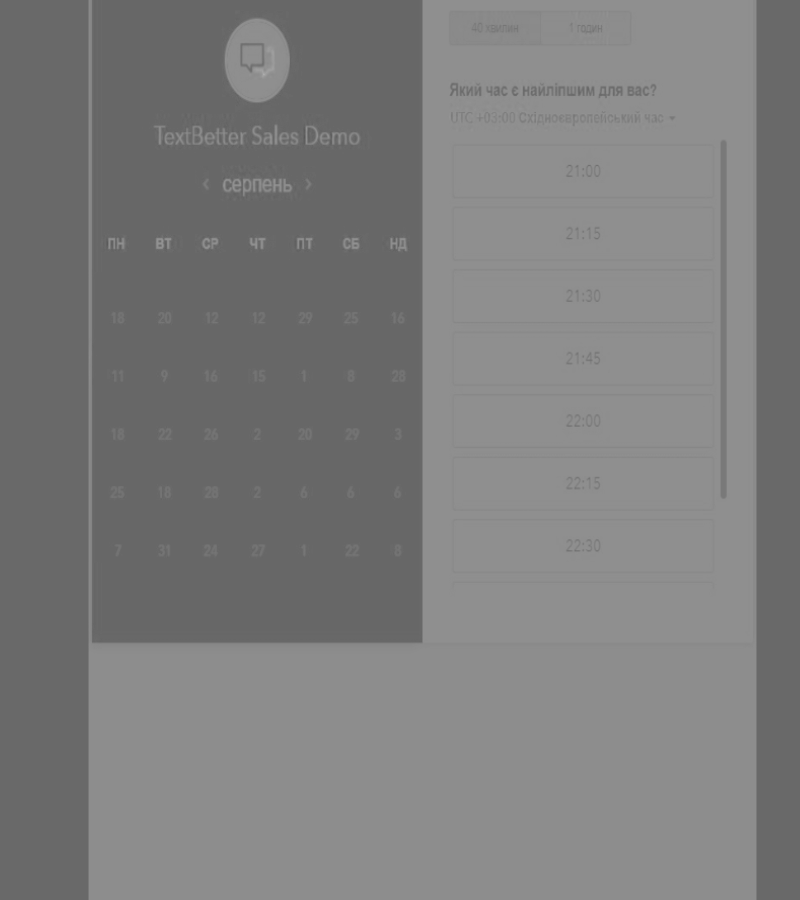 TextBetter Sales Demo
‹ серпень ›
ПН ВТ СР ЧТ ПТ СБ НД
18 20 12 12 29 25 16
11 9 16 15 1 8 28
18 22 26 2 20 29 3
25 18 28 2 6 6 6
7 31 24 27 1 22 8
40 хвилин 1 годин
Який час є найліпшим для вас?
UTC +03:00 Східноєвропейський час
21:00
21:15
21:30
21:45
22:00
22:15
22:30